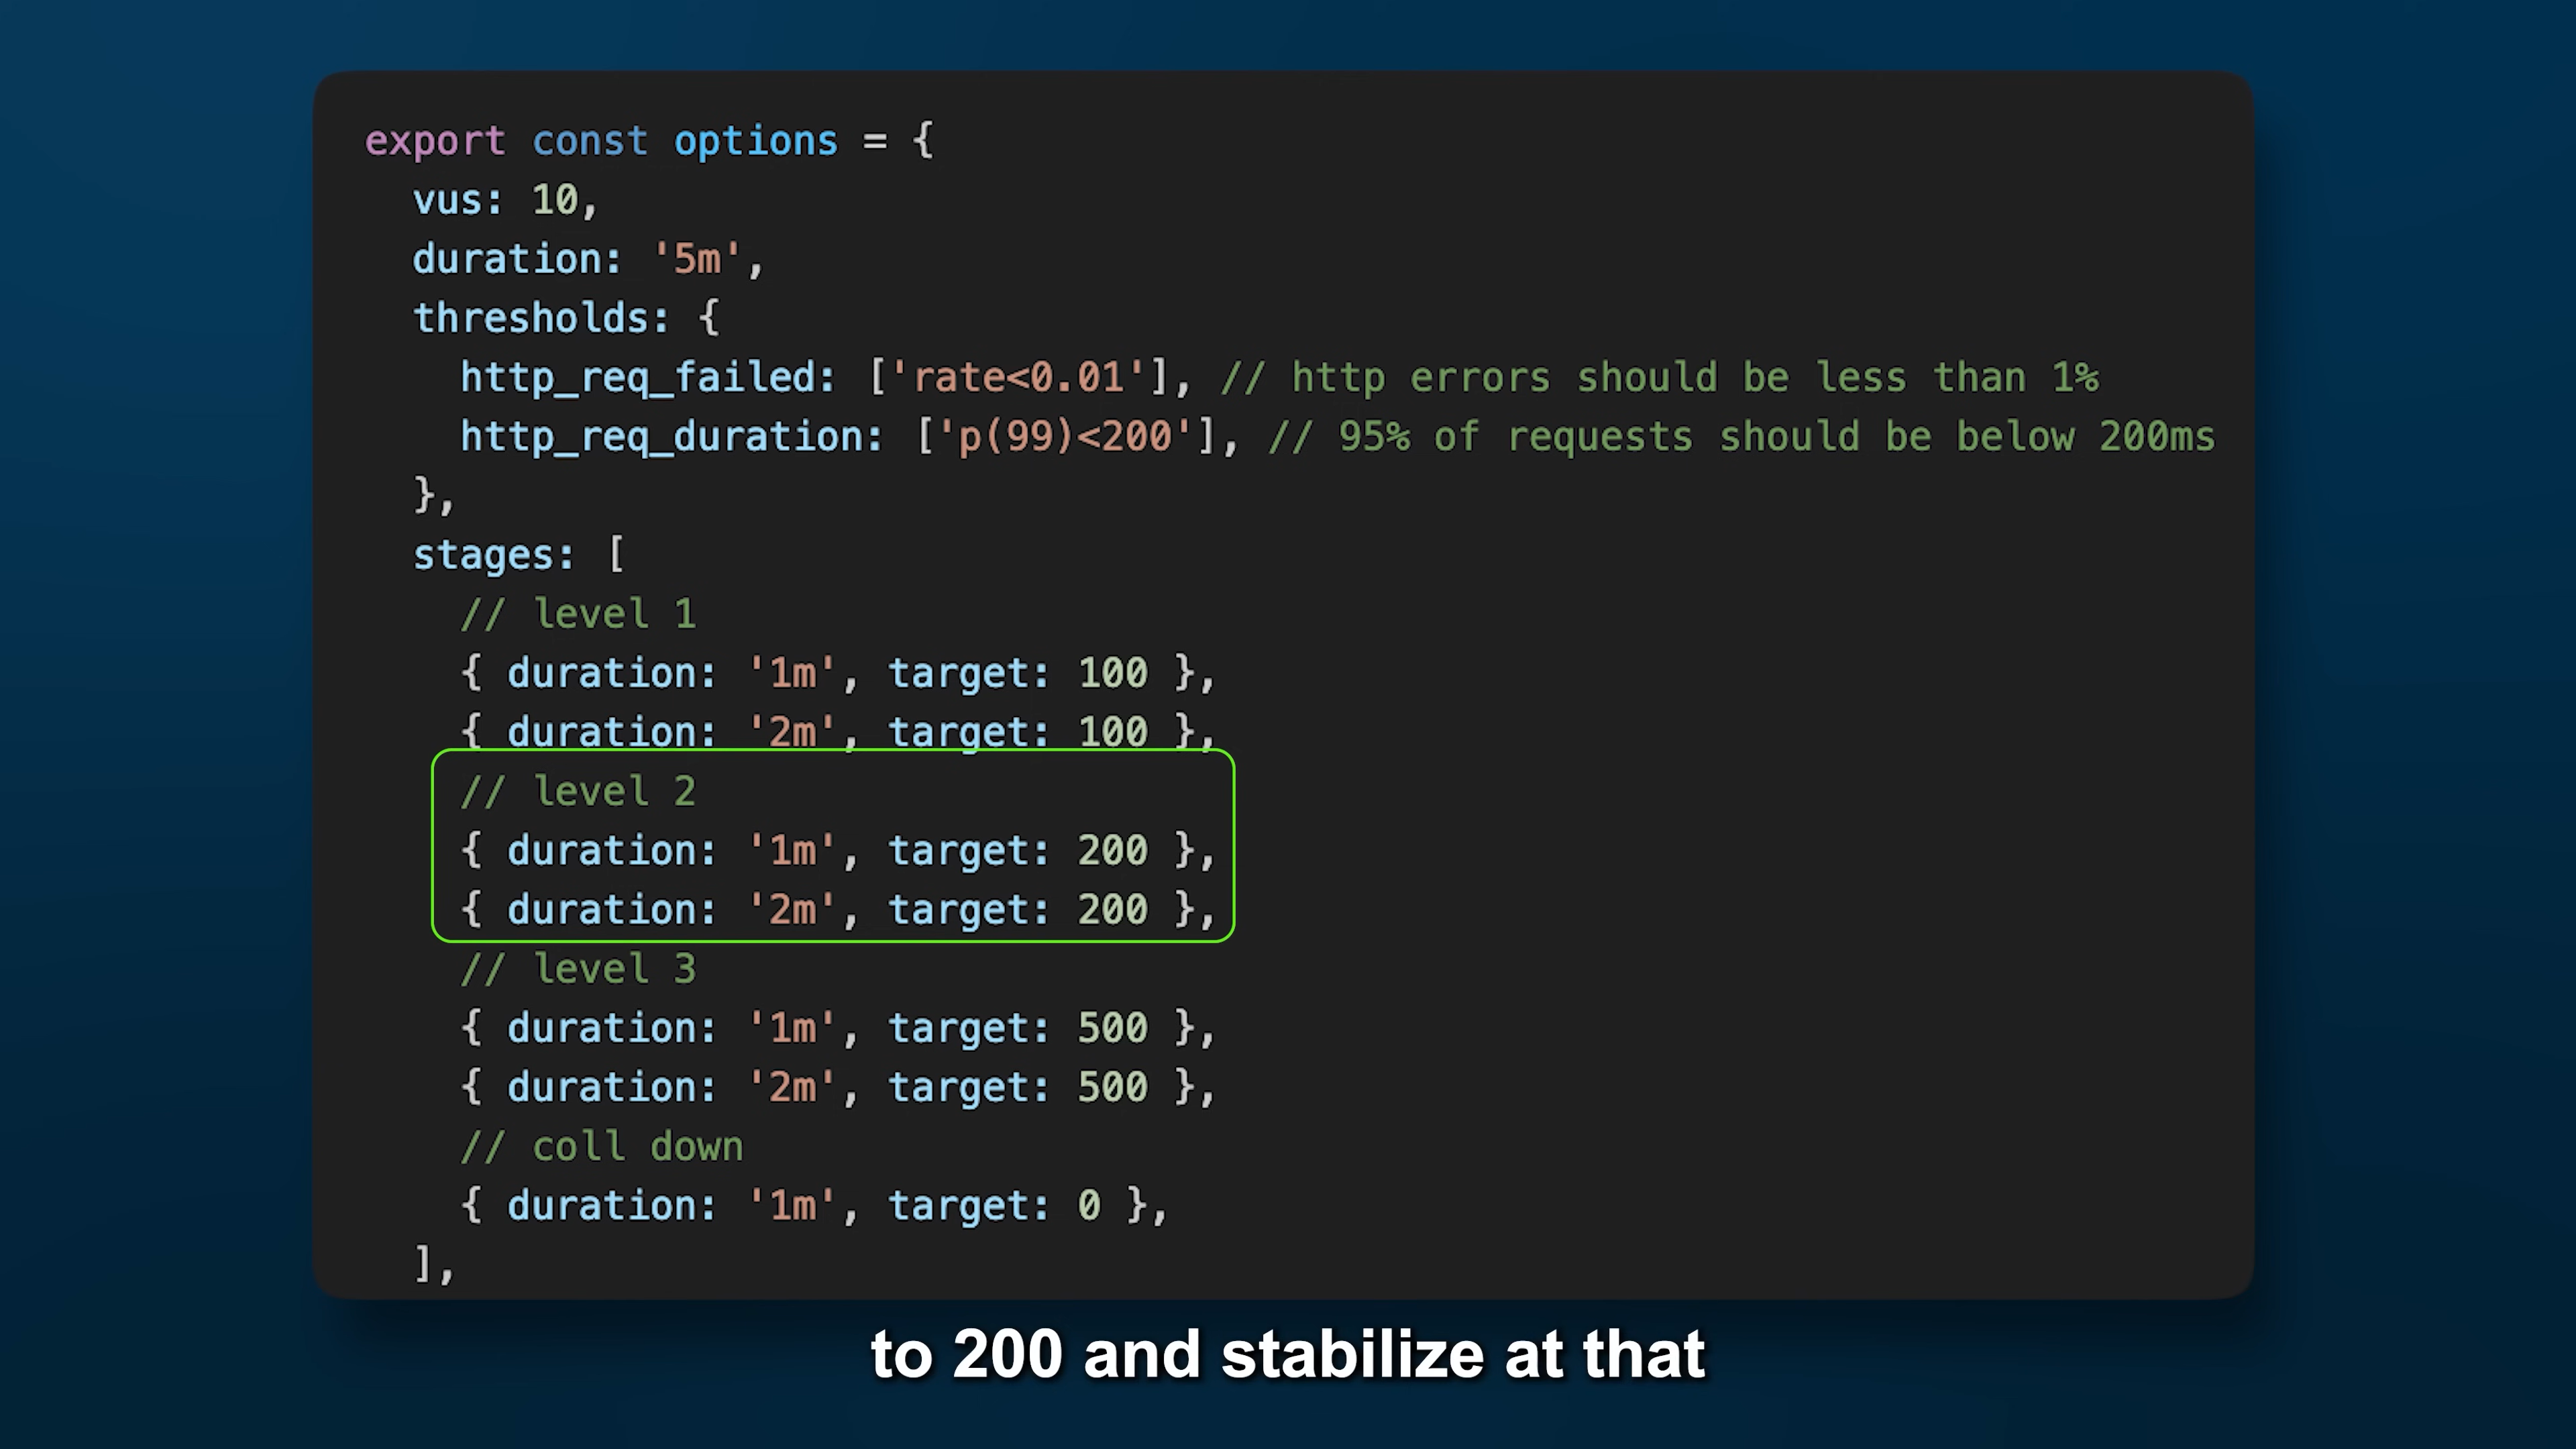 export const options = {
  vus: 10,
  duration: '5m',
  thresholds: {
    http_req_failed: ['rate<0.01'], // http errors should be less than 1%
    http_req_duration: ['p(99)<200'], // 95% of requests should be below 200ms
  },
  stages: [
    // level 1
    { duration: '1m', target: 100 },
    { duration: '2m', target: 100 },
    // level 2
    { duration: '1m', target: 200 },
    { duration: '2m', target: 200 },
    // level 3
    { duration: '1m', target: 500 },
    { duration: '2m', target: 500 },
    // coll down
    { duration: '1m', target: 0 },
  ],
to 200 and stabilize at that